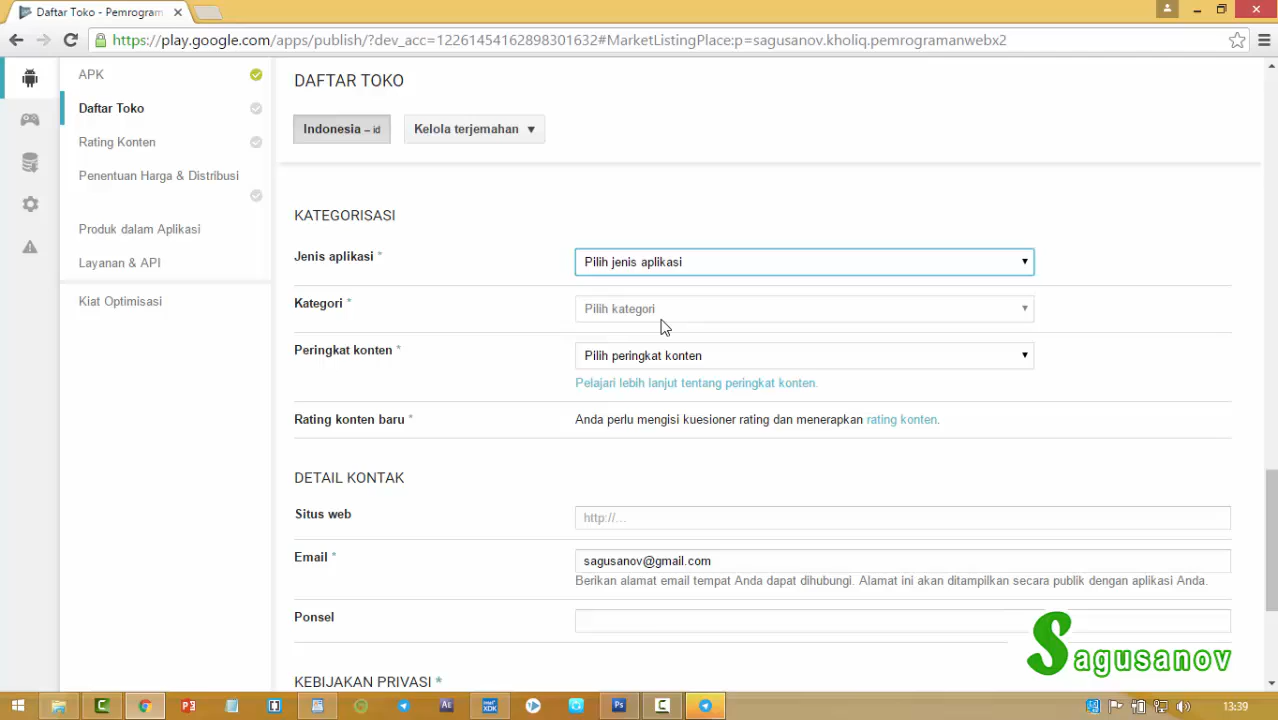 Daftar Toko - Pemrogram
https://play.google.com/apps/publish/?dev_acc=12261454162898301632#MarketListingPlace:p=sagusanov.kholiq.pemrogramanwebx2
APK
Daftar Toko
Rating Konten
Penentuan Harga & Distribusi
Produk dalam Aplikasi
Layanan & API
Kiat Optimisasi
DAFTAR TOKO
Indonesia – id
Kelola terjemahan
KATEGORISASI
Jenis aplikasi *
Pilih jenis aplikasi
Kategori *
Pilih kategori
Peringkat konten *
Pilih peringkat konten
Pelajari lebih lanjut tentang peringkat konten.
Rating konten baru *
Anda perlu mengisi kuesioner rating dan menerapkan rating konten.
DETAIL KONTAK
Situs web
http://...
Email *
sagusanov@gmail.com
Berikan alamat email tempat Anda dapat dihubungi. Alamat ini akan ditampilkan secara publik dengan aplikasi Anda.
Ponsel
Sagusanov
KEBIJAKAN PRIVASI *
13:39